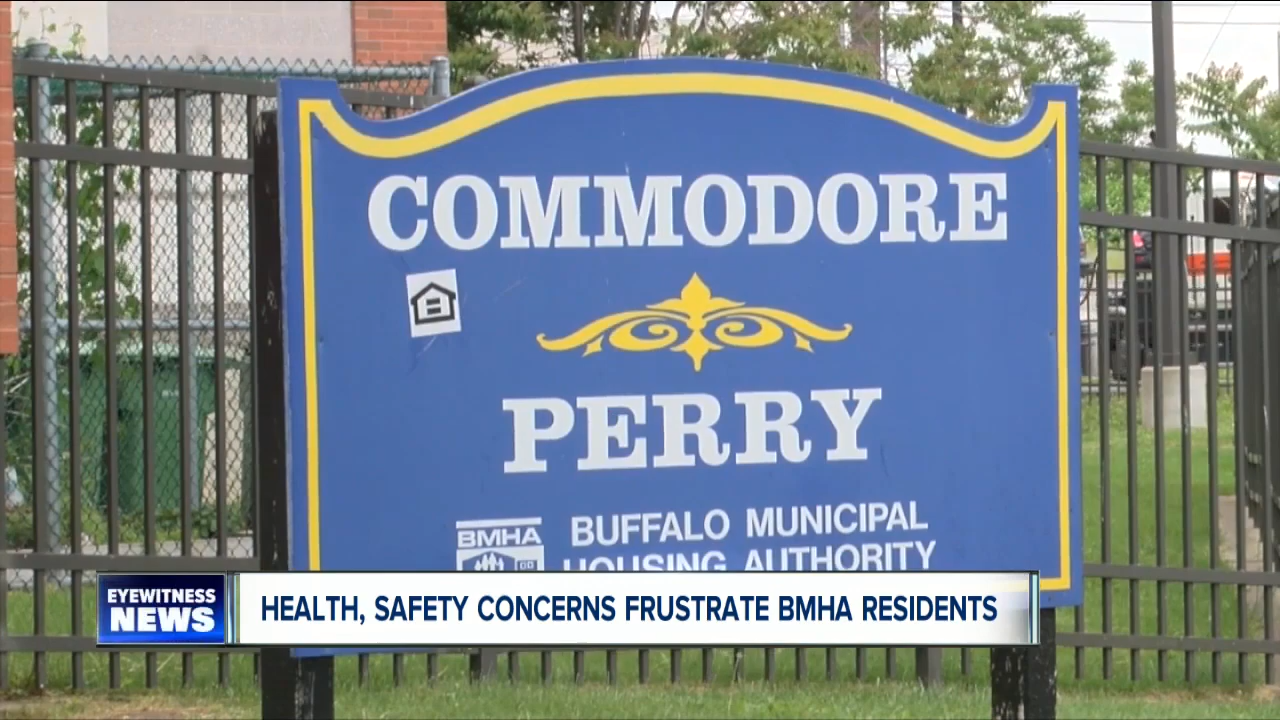 COMMODORE
PERRY
BMHA
BUFFALO MUNICIPAL
HOUSING AUTHORITY
EYEWITNESS
NEWS
HEALTH, SAFETY CONCERNS FRUSTRATE BMHA RESIDENTS